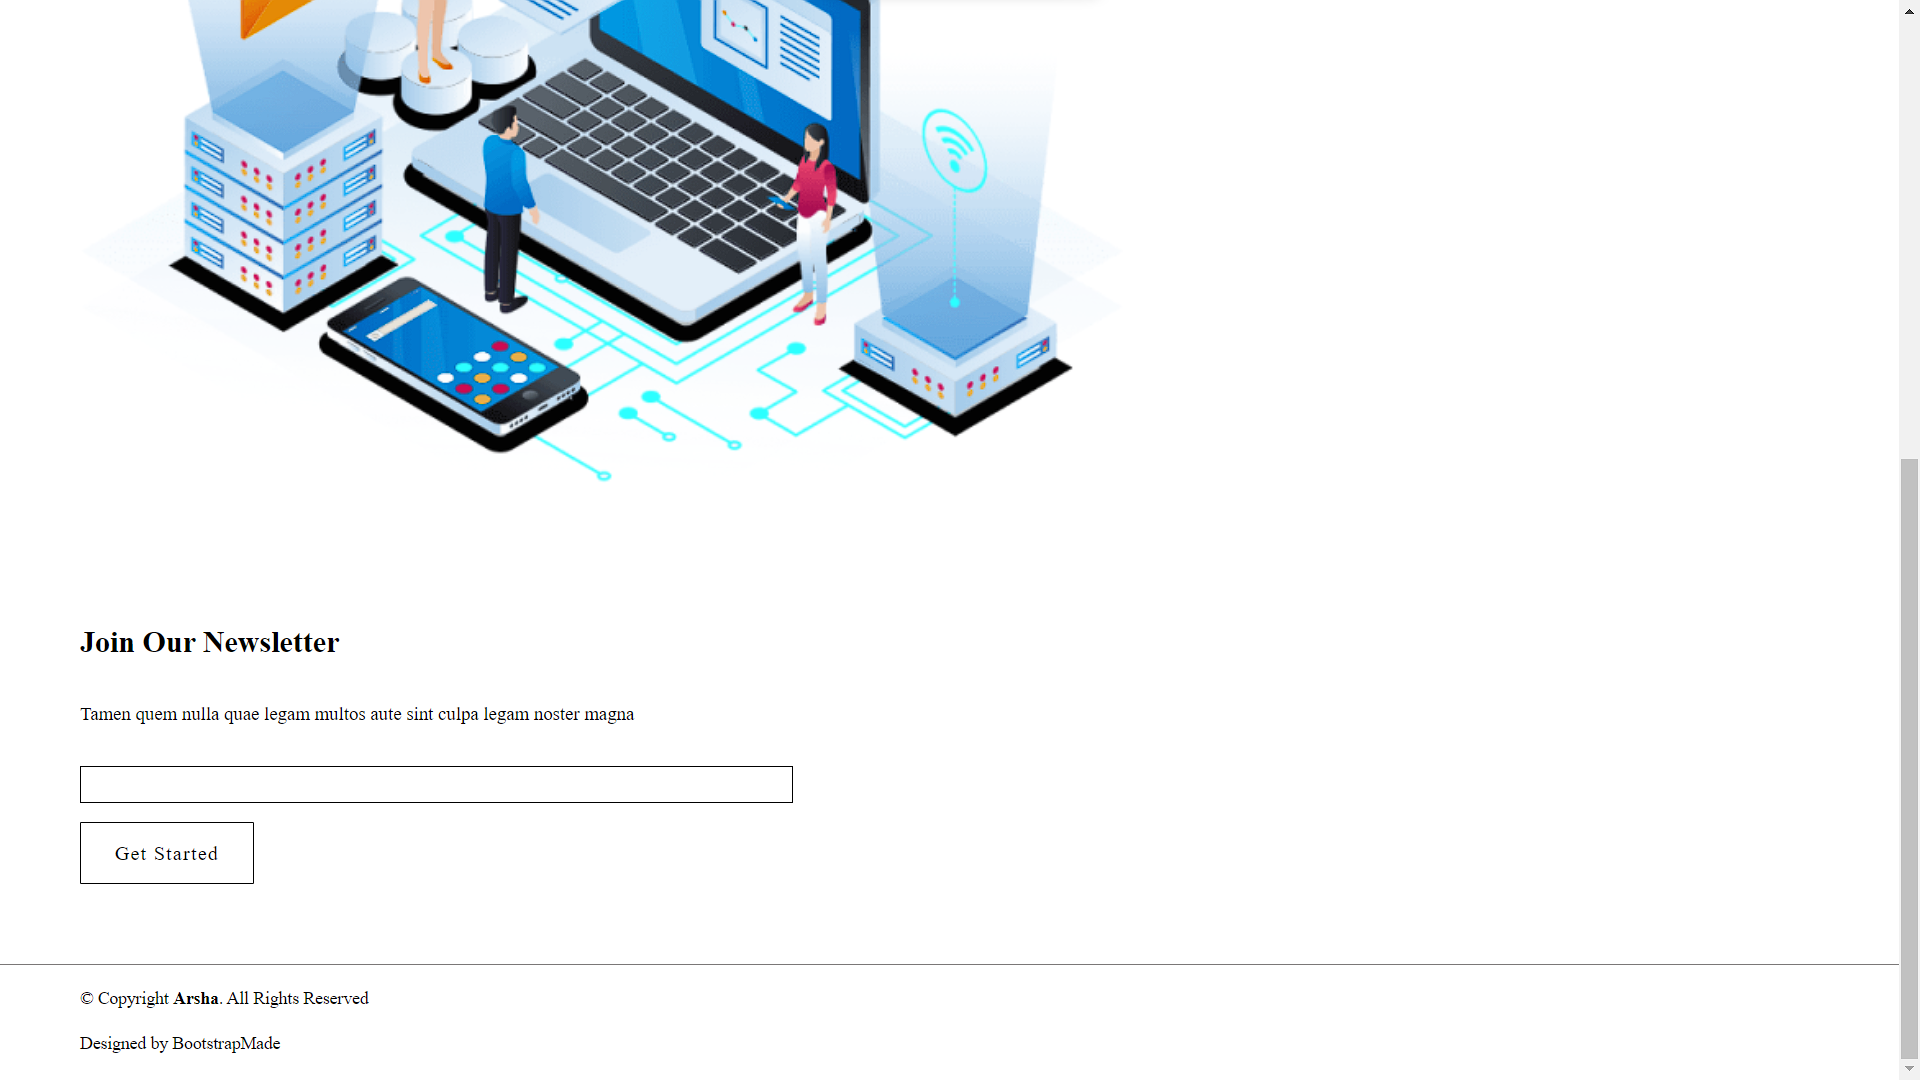 Join Our Newsletter
Tamen quem nulla quae legam multos aute sint culpa legam noster magna
Get Started
© Copyright Arsha. All Rights Reserved
Designed by BootstrapMade